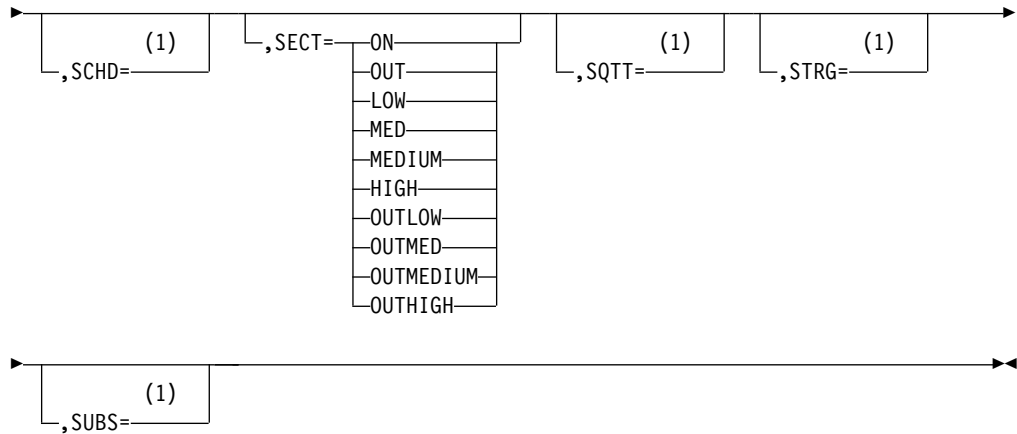 (1) (1) (1)
,SCHD= ,SECT= ON ,SQTT= ,STRG=
OUT
LOW
MED
MEDIUM
HIGH
OUTLOW
OUTMED
OUTMEDIUM
OUTHIGH
(1)
,SUBS=